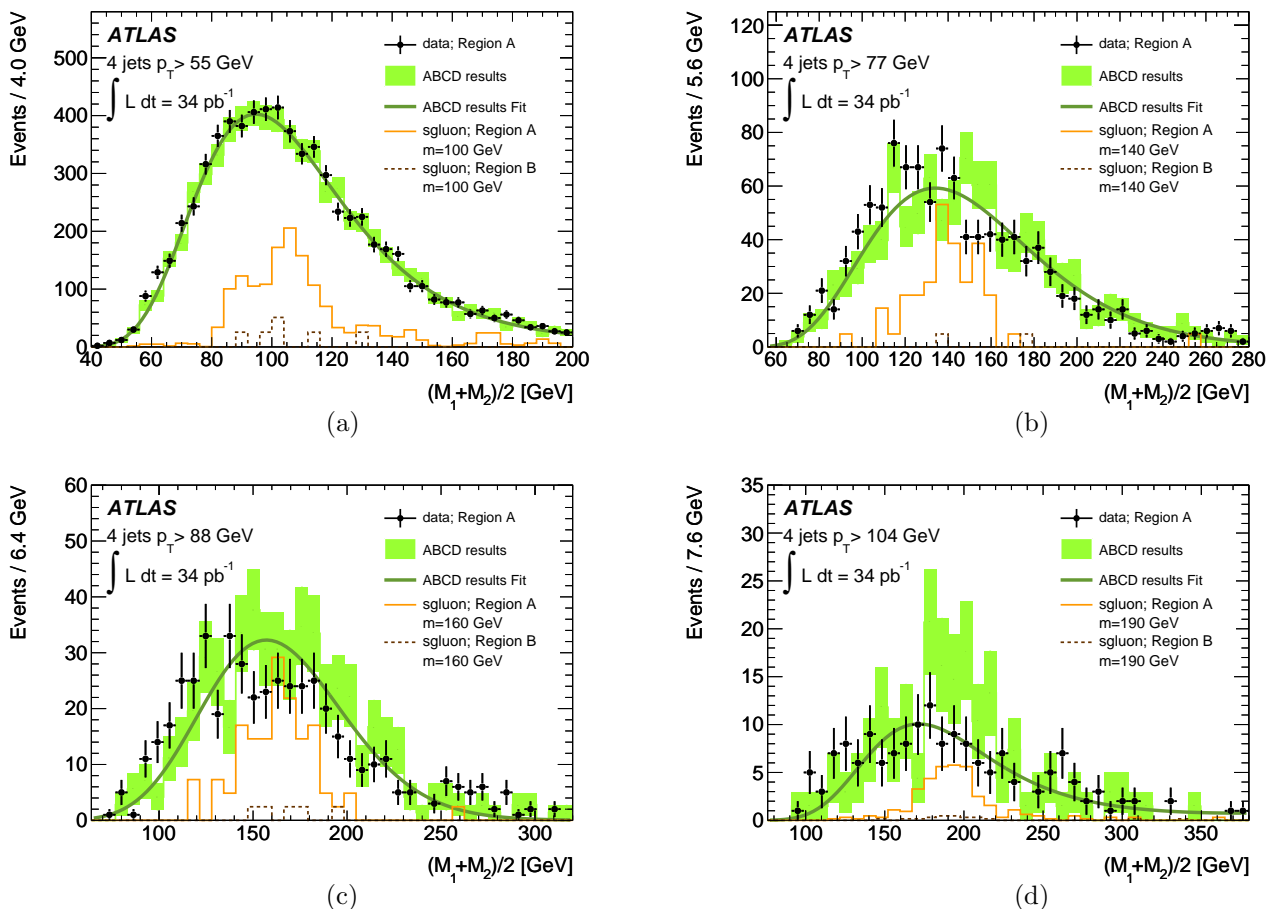 Events / 4.0 GeV
500
400
300
200
100
0
ATLAS
4 jets p_T> 55 GeV
∫ L dt = 34 pb^-1
data; Region A
ABCD results
ABCD results Fit
sgluon; Region A
m=100 GeV
sgluon; Region B
m=100 GeV
40 60 80 100 120 140 160 180 200
(M_1+M_2)/2 [GeV]
(a)
Events / 5.6 GeV
120
100
80
60
40
20
0
ATLAS
4 jets p_T> 77 GeV
∫ L dt = 34 pb^-1
data; Region A
ABCD results
ABCD results Fit
sgluon; Region A
m=140 GeV
sgluon; Region B
m=140 GeV
60 80 100 120 140 160 180 200 220 240 260 280
(M_1+M_2)/2 [GeV]
(b)
Events / 6.4 GeV
60
50
40
30
20
10
0
ATLAS
4 jets p_T> 88 GeV
∫ L dt = 34 pb^-1
data; Region A
ABCD results
ABCD results Fit
sgluon; Region A
m=160 GeV
sgluon; Region B
m=160 GeV
100 150 200 250 300
(M_1+M_2)/2 [GeV]
(c)
Events / 7.6 GeV
35
30
25
20
15
10
5
0
ATLAS
4 jets p_T> 104 GeV
∫ L dt = 34 pb^-1
data; Region A
ABCD results
ABCD results Fit
sgluon; Region A
m=190 GeV
sgluon; Region B
m=190 GeV
100 150 200 250 300 350
(M_1+M_2)/2 [GeV]
(d)